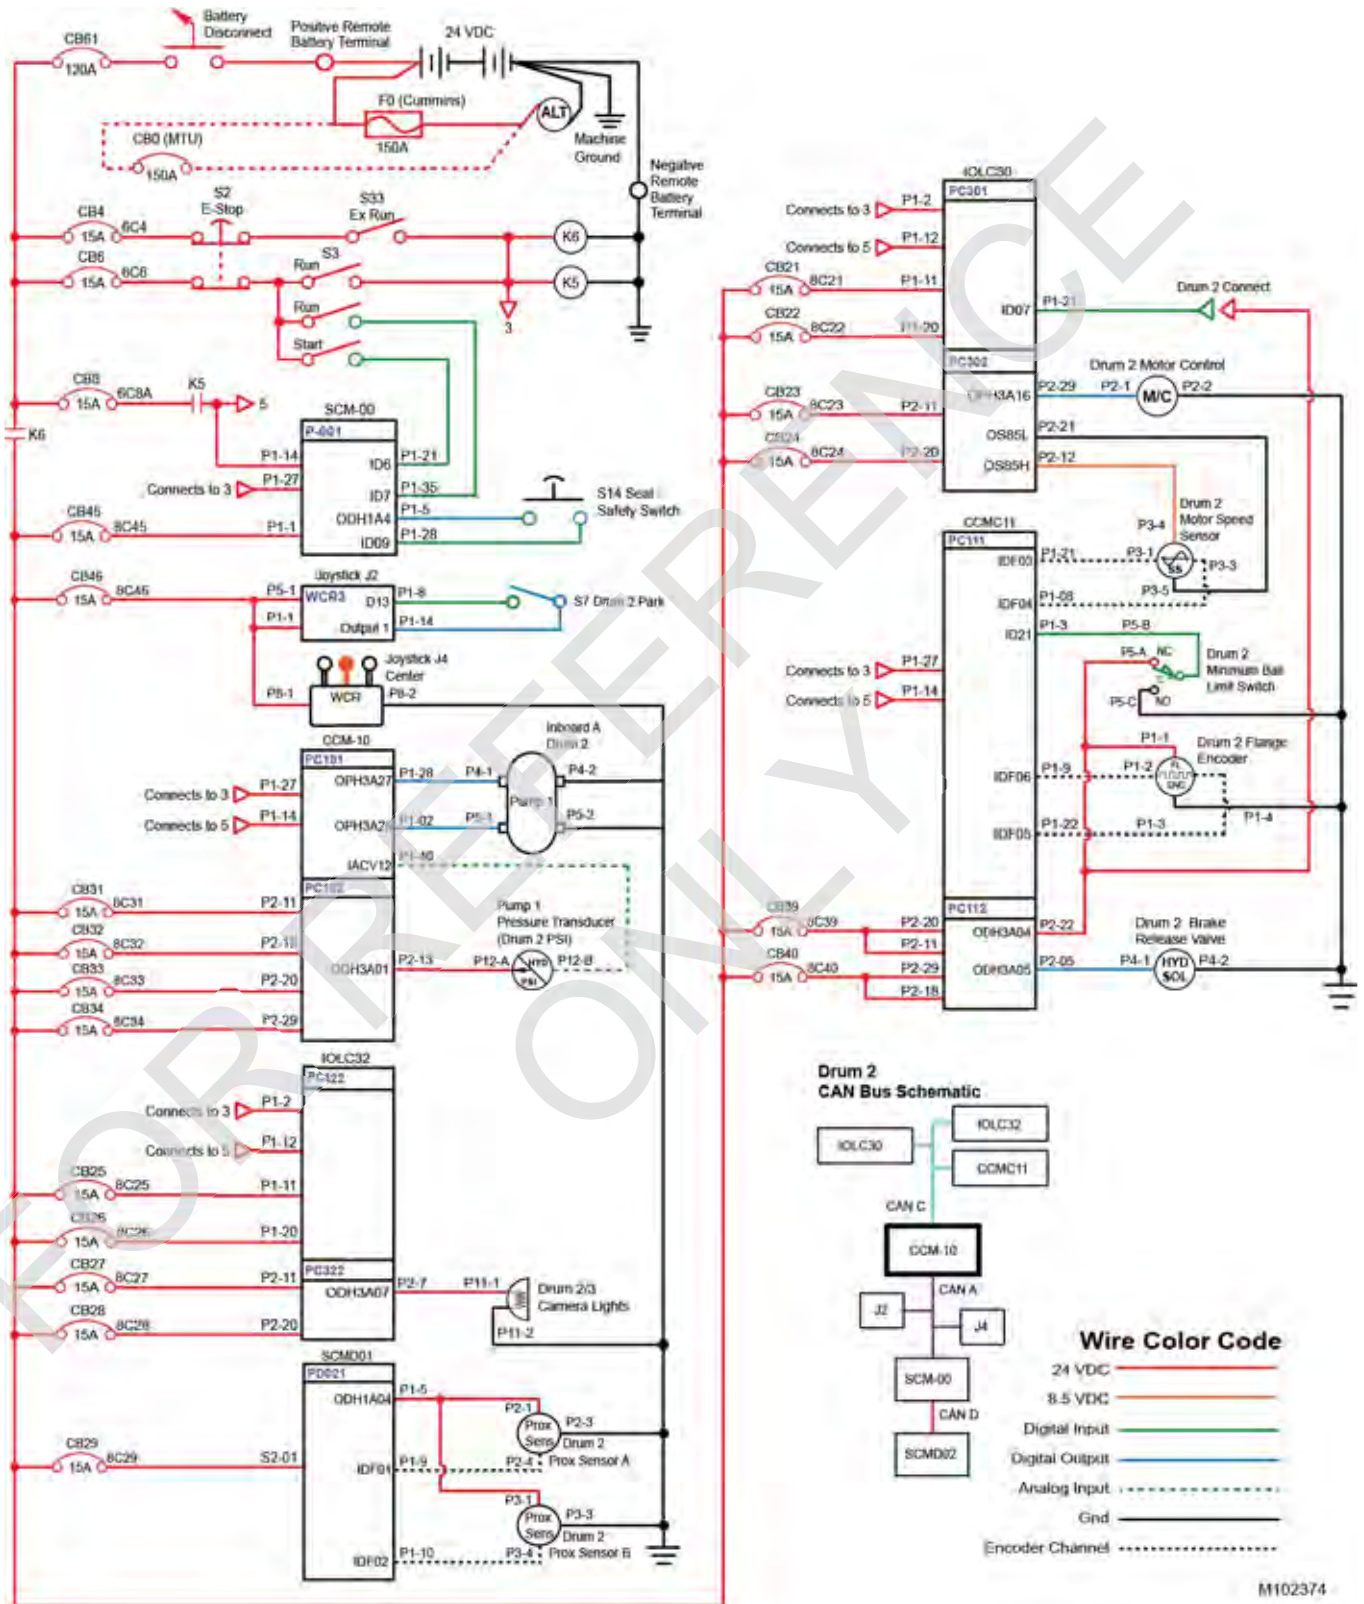 CB61
120A
Battery
Disconnect
Positive Remote
Battery Terminal
24 VDC
F0 (Cummins)
150A
ALT
Machine
Ground
CB0 (MTU)
150A
Negative
Remote
Battery
Terminal
CB4
15A
6C4
S2
E-Stop
S33
Ex Run
K6
CB6
15A
6C6
Run
S3
K5
Run
3
Start
CB8
15A
6C8A
K5
5
K6
SCM-00
P-001
P1-14
ID6
P1-21
Connects to 3
P1-27
ID7
P1-35
ODH1A4
P1-5
S14 Seat
Safety Switch
CB45
15A
8C45
P1-1
ID09
P1-28
Joystick J2
CB46
15A
8C46
P5-1
WCR3
D13
P1-8
S7 Drum 2 Park
P1-1
Output 1
P1-14
Joystick J4
Center
P8-1
WCR
P8-2
CCM-10
PC101
Inboard A
Drum 2
Connects to 3
P1-27
OPH3A27
P1-28
P4-1
P4-2
Pump 1
Connects to 5
P1-14
OPH3A28
P1-02
P5-1
P5-2
IACV12
P1-40
PC102
CB31
15A
8C31
P2-11
Pump 1
Pressure Transducer
(Drum 2 PSI)
CB32
15A
8C32
ODH3A01
P2-13
P12-A
HYD
PSI
P12-B
CB33
15A
8C33
P2-20
CB34
15A
8C34
P2-29
IOLC32
PC322
Connects to 3
P1-2
Connects to 5
P1-12
CB25
15A
8C25
P1-11
CB26
15A
8C26
P1-20
CB27
15A
8C27
P2-11
PC322
ODH3A07
P2-7
P11-1
Drum 2/3
Camera Lights
CB28
15A
8C28
P2-20
P11-2
SCMD01
PD021
ODH1A04
P1-5
P2-1
P2-3
Prox
Sens
Drum 2
Prox Sensor A
CB29
15A
8C29
S2-01
IDF01
P1-9
P2-4
P3-1
P3-3
Prox
Sens
Drum 2
Prox Sensor B
IDF02
P1-10
P3-4
IOLC30
PC301
Connects to 3
P1-2
Connects to 5
P1-12
CB21
15A
8C21
P1-11
ID07
P1-21
Drum 2 Connect
CB22
15A
8C22
P1-20
PC302
Drum 2 Motor Control
CB23
15A
8C23
P2-11
OPH3A16
P2-29
P2-1
M/C
P2-2
CB24
15A
8C24
P2-20
OS85L
P2-21
OS85H
P2-12
Drum 2
Motor Speed
Sensor
P3-4
CCMC11
PC111
IDF03
P1-21
P3-1
SS
P3-3
P3-5
IDF04
P1-08
ID21
P1-3
P5-B
P5-A
NC
Drum 2
Minimum Bail
Limit Switch
Connects to 3
P1-27
Connects to 5
P1-14
P5-C
NO
P1-1
Drum 2 Flange
Encoder
IDF06
P1-9
P1-2
ENC
IDF05
P1-22
P1-3
P1-4
PC112
CB39
15A
8C39
P2-20
P2-11
ODH3A04
P2-22
Drum 2 Brake
Release Valve
CB40
15A
8C40
P2-29
P2-18
ODH3A05
P2-05
P4-1
HYD
SOL
P4-2
Drum 2
CAN Bus Schematic
IOLC30
IOLC32
CCMC11
CAN C
CCM-10
CAN A
J2
J4
SCM-00
CAN D
SCMD02
Wire Color Code
24 VDC
8.5 VDC
Digital Input
Digital Output
Analog Input
Gnd
Encoder Channel
M102374
FOR REFERENCE
ONLY